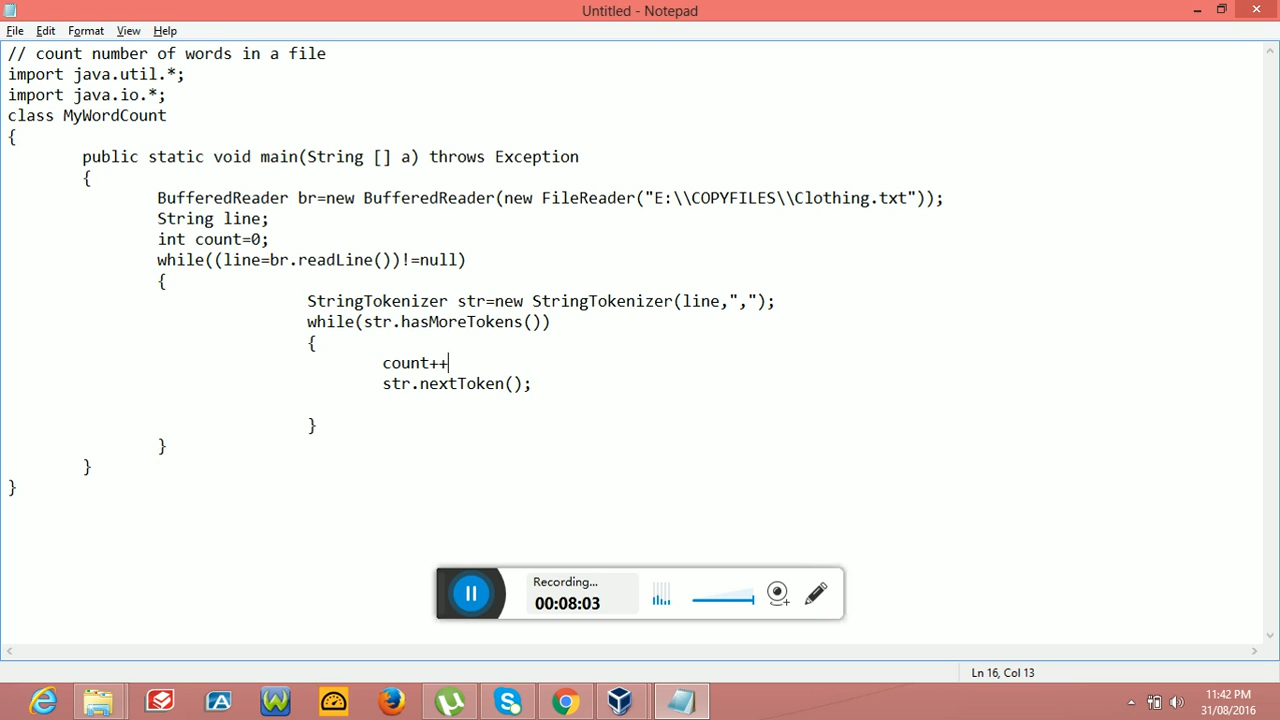 Untitled - Notepad
File Edit Format View Help
// count number of words in a file
import java.util.*;
import java.io.*;
class MyWordCount
{
public static void main(String [] a) throws Exception
{
BufferedReader br=new BufferedReader(new FileReader("E:\\COPYFILES\\Clothing.txt"));
String line;
int count=0;
while((line=br.readLine())!=null)
{
StringTokenizer str=new StringTokenizer(line,",");
while(str.hasMoreTokens())
{
count++
str.nextToken();
}
}
}
}
Recording...
00:08:03
Ln 16, Col 13
11:42 PM
31/08/2016